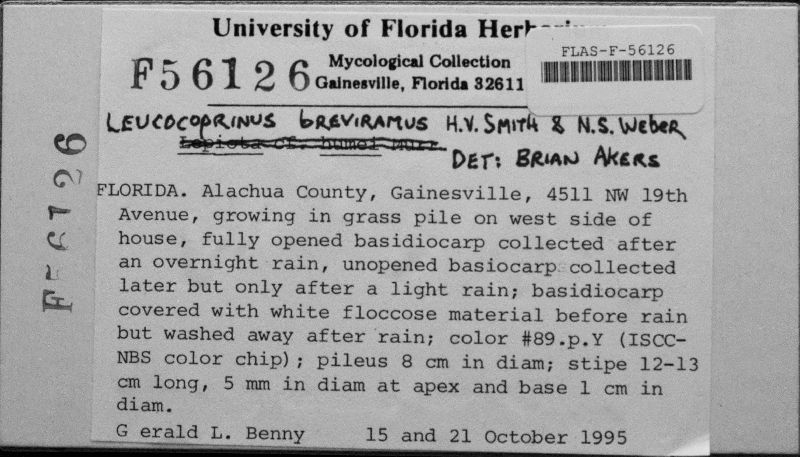 University of Florida
FLAS-F-56126
F56126
Mycological Collection
Gainesville, Florida 32611
LEUCOCOPRINUS BREVIRAMUS H.V. SMITH & N.S. WEBER
Lepiota cf. humei Murr.
DET: BRIAN AKERS
FLORIDA. Alachua County, Gainesville, 4511 NW 19th
Avenue, growing in grass pile on west side of
house, fully opened basidiocarp collected after
an overnight rain, unopened basiocarp collected
later but only after a light rain; basidiocarp
covered with white floccose material before rain
but washed away after rain; color #89.p.Y (ISCC-
NBS color chip); pileus 8 cm in diam; stipe 12-13
cm long, 5 mm in diam at apex and base 1 cm in
diam.
G erald L. Benny 15 and 21 October 1995
F-56126